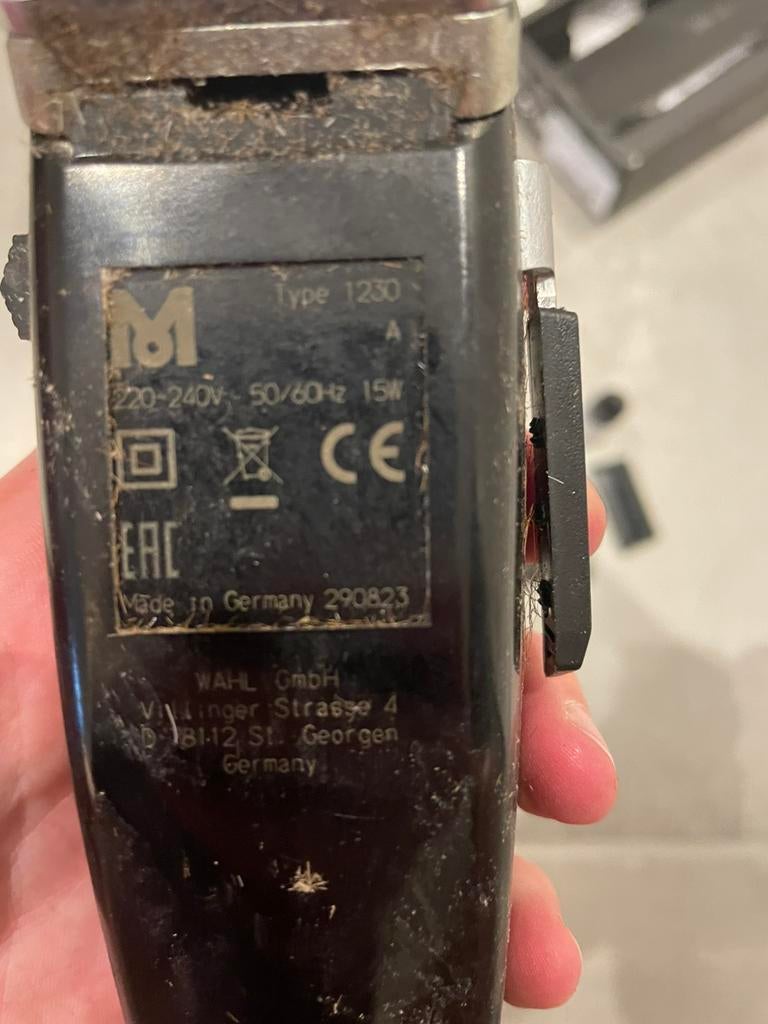 Type 1230
A
220-240V~ 50/60Hz 15W
CE
EAC
Made in Germany 290823
WAHL GmbH
Villinger Strasse 4
D 78112 St. Georgen
Germany